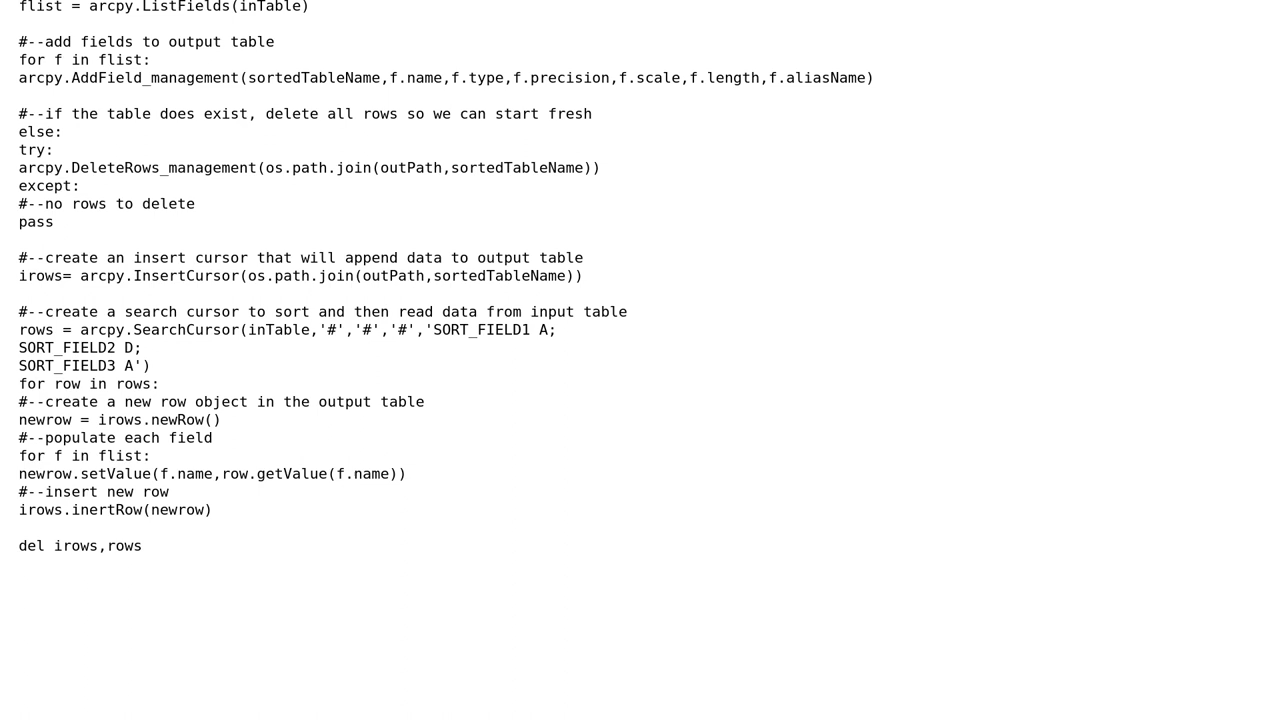 flist = arcpy.ListFields(inTable)
#--add fields to output table
for f in flist:
arcpy.AddField_management(sortedTableName,f.name,f.type,f.precision,f.scale,f.length,f.aliasName)
#--if the table does exist, delete all rows so we can start fresh
else:
try:
arcpy.DeleteRows_management(os.path.join(outPath,sortedTableName))
except:
#--no rows to delete
pass
#--create an insert cursor that will append data to output table
irows= arcpy.InsertCursor(os.path.join(outPath,sortedTableName))
#--create a search cursor to sort and then read data from input table
rows = arcpy.SearchCursor(inTable,'#','#','#','SORT_FIELD1 A;
SORT_FIELD2 D;
SORT_FIELD3 A')
for row in rows:
#--create a new row object in the output table
newrow = irows.newRow()
#--populate each field
for f in flist:
newrow.setValue(f.name,row.getValue(f.name))
#--insert new row
irows.inertRow(newrow)
del irows,rows